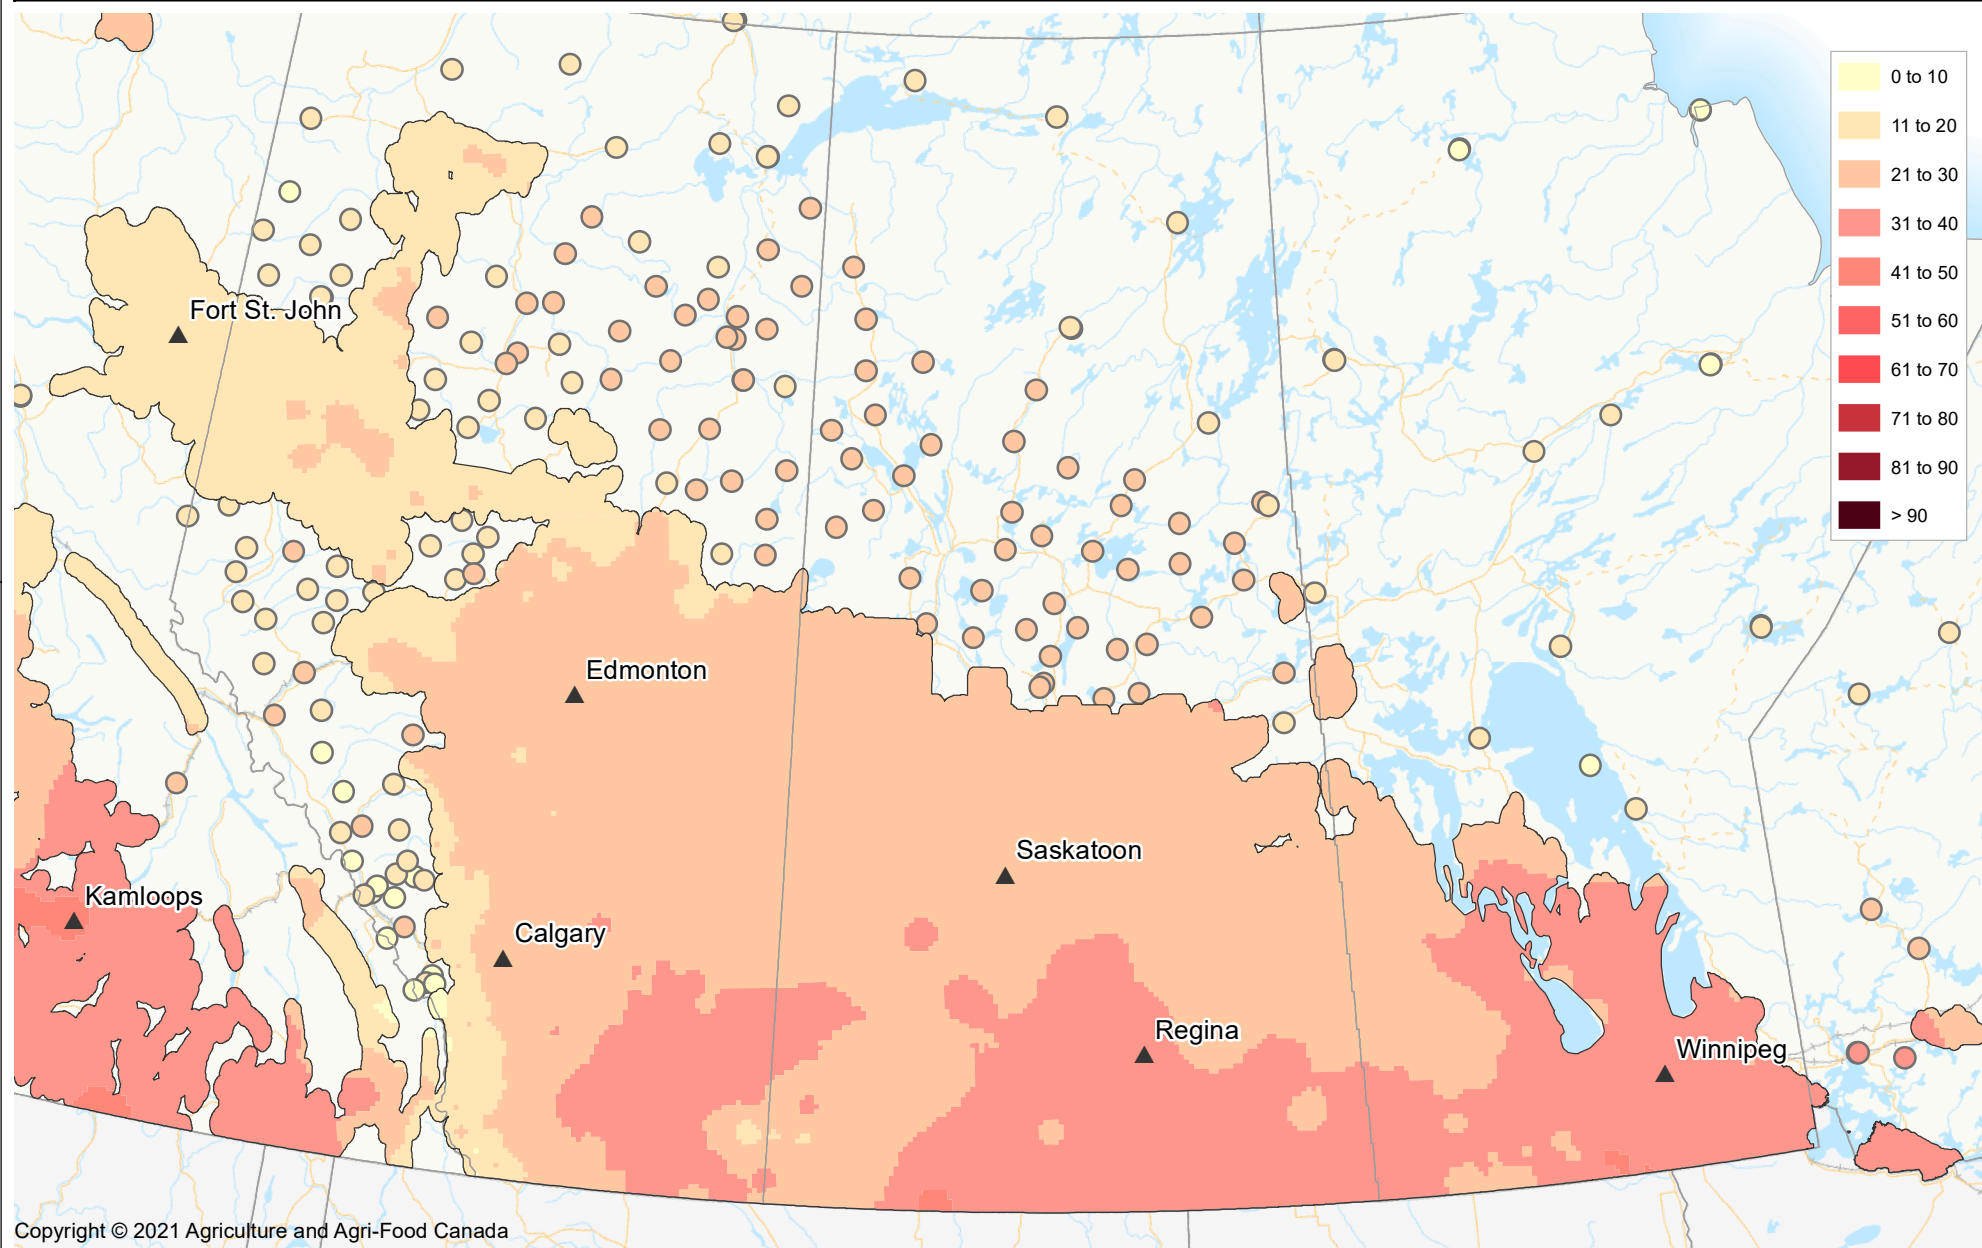 0 to 10
11 to 20
21 to 30
31 to 40
41 to 50
51 to 60
61 to 70
71 to 80
81 to 90
> 90
Fort St. John
Edmonton
Saskatoon
Kamloops
Calgary
Regina
Winnipeg
Copyright © 2021 Agriculture and Agri-Food Canada